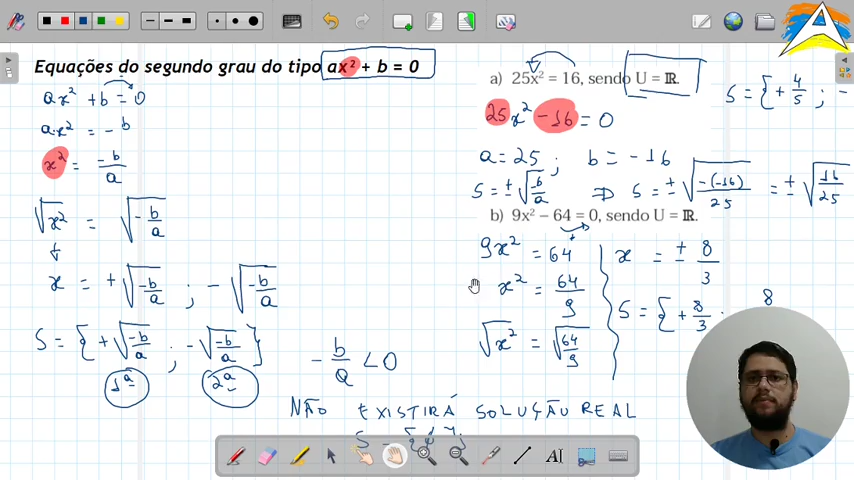 Equações do segundo grau do tipo ax² + b = 0
ax² + b = 0
a·x² = - b
x² = -b/a
√x² = √-b/a
x = +√-b/a ; -√-b/a
S = { +√-b/a ; -√-b/a }
1ª 2ª
- b/a < 0
NÃO EXISTIRÁ SOLUÇÃO REAL
a) 25x² = 16, sendo U = ℝ.
25x² - 16 = 0
a = 25 ; b = - 16
S = ±√-b/a ⇒ S = ±√-(-16)/25 = ±√16/25
S = { + 4/5 ; -
b) 9x² − 64 = 0, sendo U = ℝ.
9x² = 64
x² = 64/9
√x² = √64/9
x = ± 8/3
S = { + 8/3 ; 8